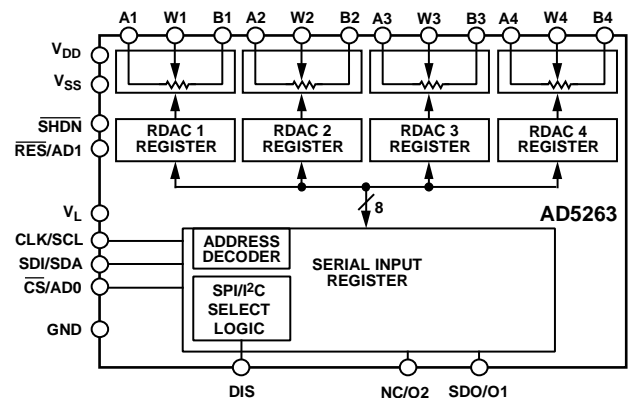 A1 W1 B1 A2 W2 B2 A3 W3 B3 A4 W4 B4
VDD
VSS
SHDN
RES/AD1
RDAC 1
REGISTER
RDAC 2
REGISTER
RDAC 3
REGISTER
RDAC 4
REGISTER
8
AD5263
VL
CLK/SCL
SDI/SDA
CS/AD0
GND
ADDRESS
DECODER
SERIAL INPUT
REGISTER
SPI/I2C
SELECT
LOGIC
DIS
NC/O2
SDO/O1